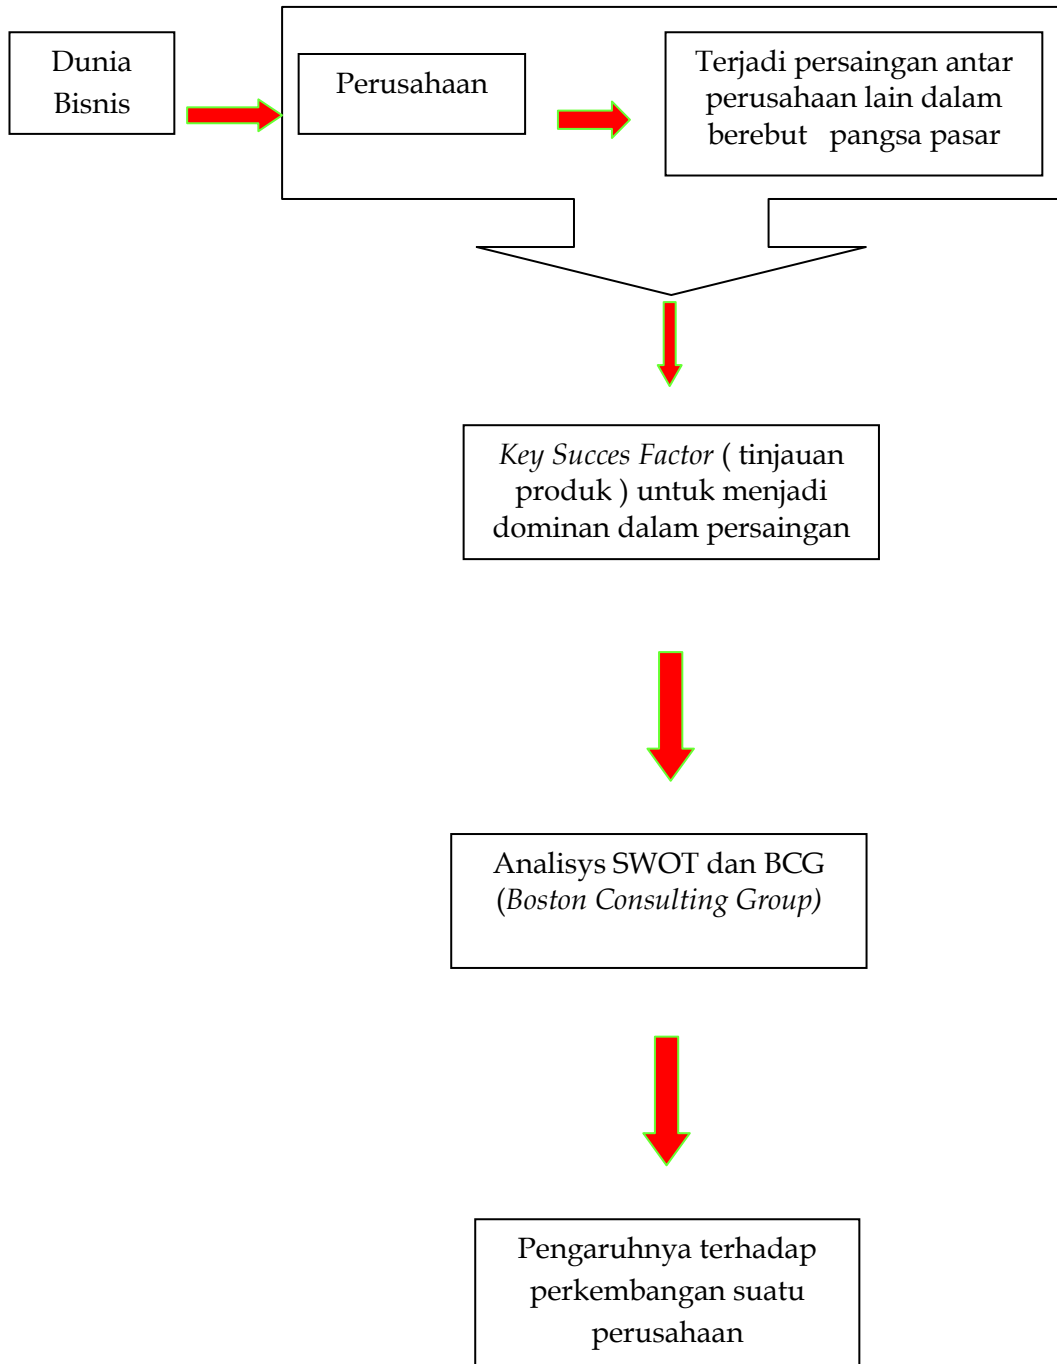 Dunia
Bisnis
Perusahaan
Terjadi persaingan antar
perusahaan lain dalam
berebut   pangsa pasar
Key Succes Factor ( tinjauan
produk ) untuk menjadi
dominan dalam persaingan
Analisys SWOT dan BCG
(Boston Consulting Group)
Pengaruhnya terhadap
perkembangan suatu
perusahaan